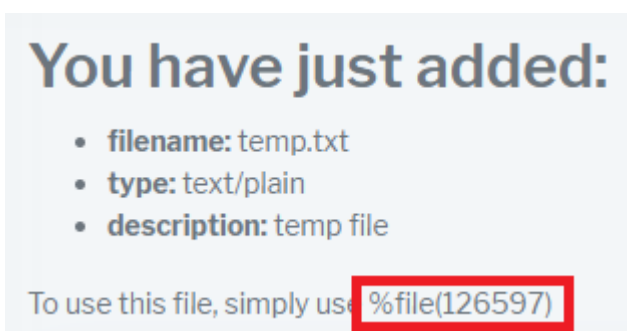 You have just added:
filename: temp.txt
type: text/plain
description: temp file
To use this file, simply use %file(126597)